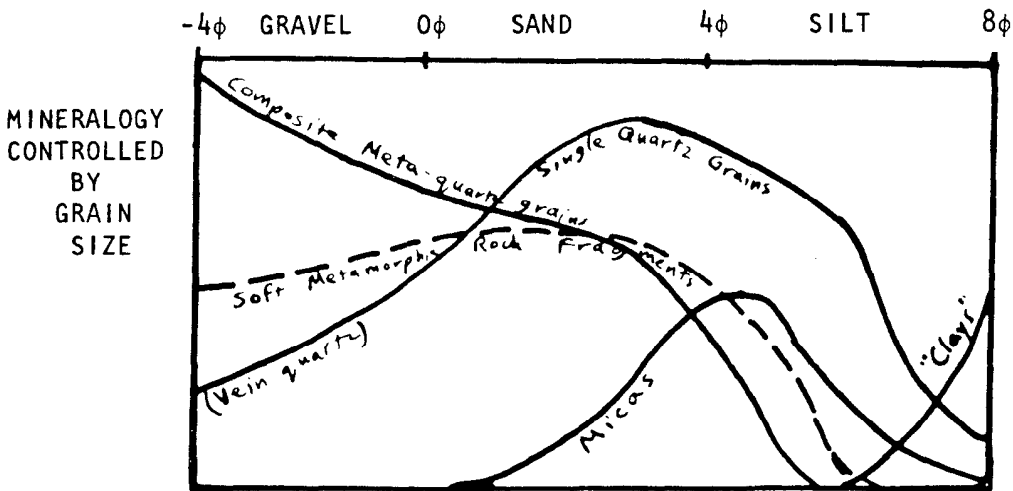 -4ϕ GRAVEL 0ϕ SAND 4ϕ SILT 8ϕ
MINERALOGY
CONTROLLED
BY
GRAIN
SIZE
Composite Meta-quartz grains
Single Quartz Grains
Soft Metamorphic Rock Fragments
(Vein quartz)
Micas
"Clays"